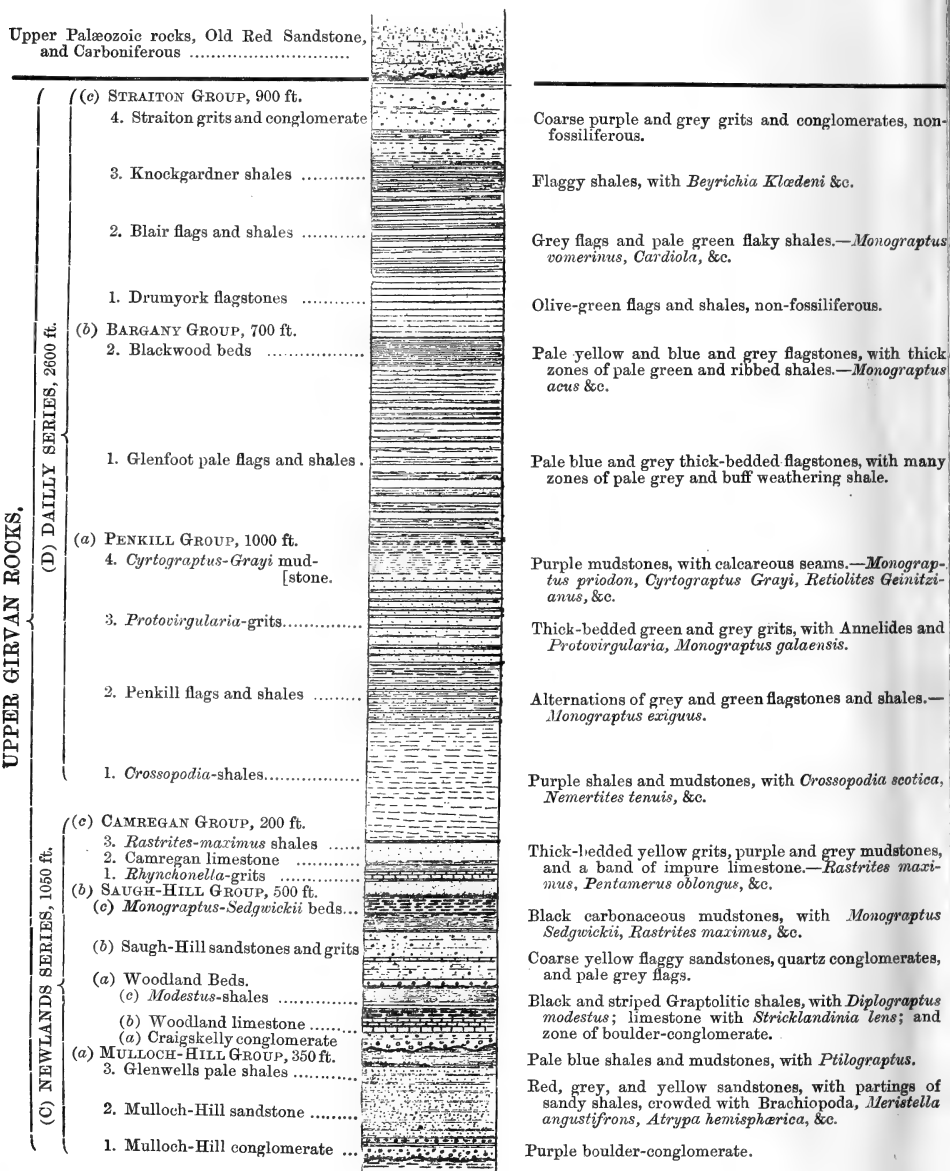 Upper Palæozoic rocks, Old Red Sandstone,
and Carboniferous ............................
UPPER GIRVAN ROCKS.
(D) DAILLY SERIES, 2600 ft.
(c) STRAITON GROUP, 900 ft.
4. Straiton grits and conglomerate
Coarse purple and grey grits and conglomerates, non-
fossiliferous.
3. Knockgardner shales ...........
Flaggy shales, with Beyrichia Klœdeni &c.
2. Blair flags and shales ...........
Grey flags and pale green flaky shales.—Monograptus
vomerinus, Cardiola, &c.
1. Drumyork flagstones ...........
Olive-green flags and shales, non-fossiliferous.
(b) BARGANY GROUP, 700 ft.
2. Blackwood beds .................
Pale yellow and blue and grey flagstones, with thick
zones of pale green and ribbed shales.—Monograptus
acus &c.
1. Glenfoot pale flags and shales .
Pale blue and grey thick-bedded flagstones, with many
zones of pale grey and buff weathering shale.
(a) PENKILL GROUP, 1000 ft.
4. Cyrtograptus-Grayi mud-
[stone.
Purple mudstones, with calcareous seams.—Monograp-
tus priodon, Cyrtograptus Grayi, Retiolites Geinitzi-
anus, &c.
3. Protovirgularia-grits..............
Thick-bedded green and grey grits, with Annelides and
Protovirgularia, Monograptus galaensis.
2. Penkill flags and shales .........
Alternations of grey and green flagstones and shales.—
Monograptus exiguus.
1. Crossopodia-shales.................
Purple shales and mudstones, with Crossopodia scotica,
Nemertites tenuis, &c.
(C) NEWLANDS SERIES, 1050 ft.
(c) CAMREGAN GROUP, 200 ft.
3. Rastrites-maximus shales ......
2. Camregan limestone ...........
1. Rhynchonella-grits ..............
Thick-bedded yellow grits, purple and grey mudstones,
and a band of impure limestone.—Rastrites maxi-
mus, Pentamerus oblongus, &c.
(b) SAUGH-HILL GROUP, 500 ft.
(c) Monograptus-Sedgwickii beds...
Black carbonaceous mudstones, with Monograptus
Sedgwickii, Rastrites maximus, &c.
(b) Saugh-Hill sandstones and grits
Coarse yellow flaggy sandstones, quartz conglomerates,
and pale grey flags.
(a) Woodland Beds.
(c) Modestus-shales ..............
(b) Woodland limestone ........
(a) Craigskelly conglomerate
Black and striped Graptolitic shales, with Diplograptus
modestus; limestone with Stricklandinia lens; and
zone of boulder-conglomerate.
(a) MULLOCH-HILL GROUP, 350 ft.
3. Glenwells pale shales ............
Pale blue shales and mudstones, with Ptilograptus.
2. Mulloch-Hill sandstone .........
Red, grey, and yellow sandstones, with partings of
sandy shales, crowded with Brachiopoda, Meristella
angustifrons, Atrypa hemisphærica, &c.
1. Mulloch-Hill conglomerate ...
Purple boulder-conglomerate.